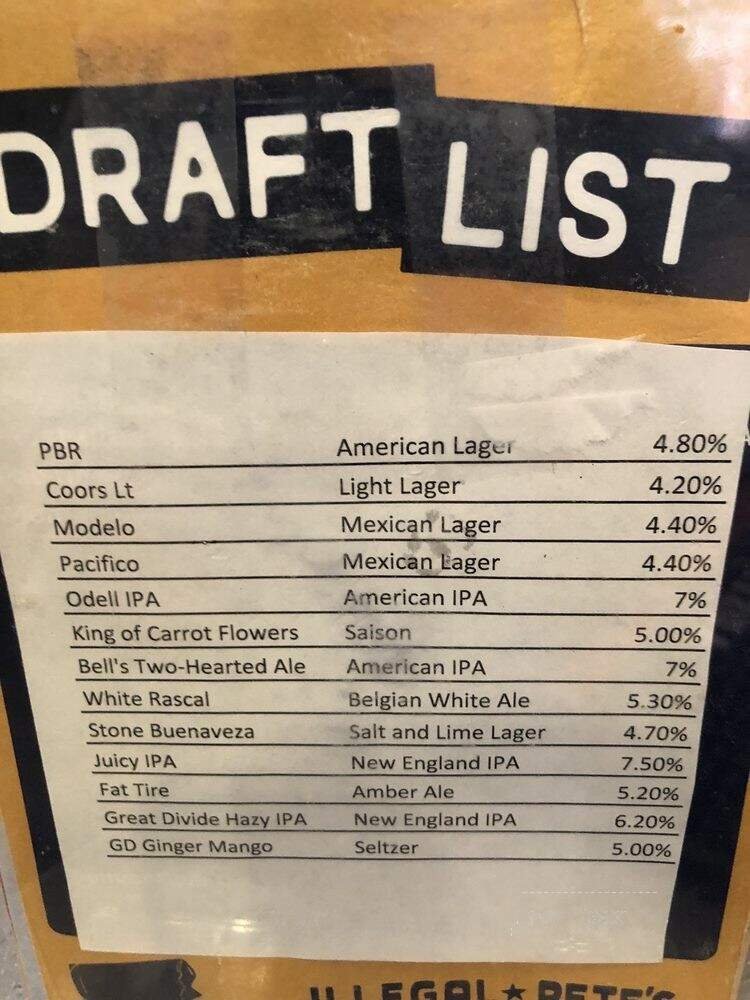 DRAFT LIST
PBR American Lager 4.80%
Coors Lt Light Lager 4.20%
Modelo Mexican Lager 4.40%
Pacifico Mexican Lager 4.40%
Odell IPA American IPA 7%
King of Carrot Flowers Saison 5.00%
Bell's Two-Hearted Ale American IPA 7%
White Rascal Belgian White Ale 5.30%
Stone Buenaveza Salt and Lime Lager 4.70%
Juicy IPA New England IPA 7.50%
Fat Tire Amber Ale 5.20%
Great Divide Hazy IPA New England IPA 6.20%
GD Ginger Mango Seltzer 5.00%
ILLEGAL★PETE'S